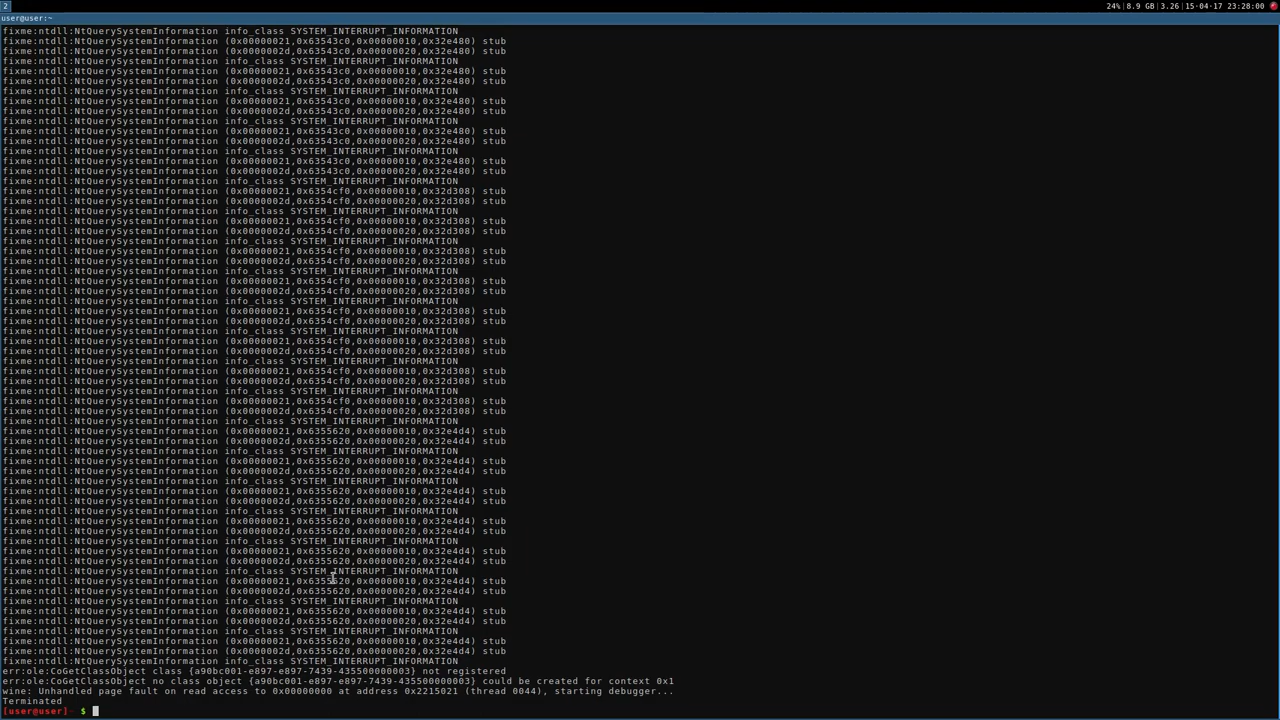 2
24%|8.9 GB|3.26|15-04-17 23:28:00
user@user:~
fixme:ntdll:NtQuerySystemInformation info_class SYSTEM_INTERRUPT_INFORMATION
fixme:ntdll:NtQuerySystemInformation (0x00000021,0x63543c0,0x00000010,0x32e480) stub
fixme:ntdll:NtQuerySystemInformation (0x0000002d,0x63543c0,0x00000020,0x32e480) stub
fixme:ntdll:NtQuerySystemInformation info_class SYSTEM_INTERRUPT_INFORMATION
fixme:ntdll:NtQuerySystemInformation (0x00000021,0x63543c0,0x00000010,0x32e480) stub
fixme:ntdll:NtQuerySystemInformation (0x0000002d,0x63543c0,0x00000020,0x32e480) stub
fixme:ntdll:NtQuerySystemInformation info_class SYSTEM_INTERRUPT_INFORMATION
fixme:ntdll:NtQuerySystemInformation (0x00000021,0x63543c0,0x00000010,0x32e480) stub
fixme:ntdll:NtQuerySystemInformation (0x0000002d,0x63543c0,0x00000020,0x32e480) stub
fixme:ntdll:NtQuerySystemInformation info_class SYSTEM_INTERRUPT_INFORMATION
fixme:ntdll:NtQuerySystemInformation (0x00000021,0x63543c0,0x00000010,0x32e480) stub
fixme:ntdll:NtQuerySystemInformation (0x0000002d,0x63543c0,0x00000020,0x32e480) stub
fixme:ntdll:NtQuerySystemInformation info_class SYSTEM_INTERRUPT_INFORMATION
fixme:ntdll:NtQuerySystemInformation (0x00000021,0x63543c0,0x00000010,0x32e480) stub
fixme:ntdll:NtQuerySystemInformation (0x0000002d,0x63543c0,0x00000020,0x32e480) stub
fixme:ntdll:NtQuerySystemInformation info_class SYSTEM_INTERRUPT_INFORMATION
fixme:ntdll:NtQuerySystemInformation (0x00000021,0x6354cf0,0x00000010,0x32d308) stub
fixme:ntdll:NtQuerySystemInformation (0x0000002d,0x6354cf0,0x00000020,0x32d308) stub
fixme:ntdll:NtQuerySystemInformation info_class SYSTEM_INTERRUPT_INFORMATION
fixme:ntdll:NtQuerySystemInformation (0x00000021,0x6354cf0,0x00000010,0x32d308) stub
fixme:ntdll:NtQuerySystemInformation (0x0000002d,0x6354cf0,0x00000020,0x32d308) stub
fixme:ntdll:NtQuerySystemInformation info_class SYSTEM_INTERRUPT_INFORMATION
fixme:ntdll:NtQuerySystemInformation (0x00000021,0x6354cf0,0x00000010,0x32d308) stub
fixme:ntdll:NtQuerySystemInformation (0x0000002d,0x6354cf0,0x00000020,0x32d308) stub
fixme:ntdll:NtQuerySystemInformation info_class SYSTEM_INTERRUPT_INFORMATION
fixme:ntdll:NtQuerySystemInformation (0x00000021,0x6354cf0,0x00000010,0x32d308) stub
fixme:ntdll:NtQuerySystemInformation (0x0000002d,0x6354cf0,0x00000020,0x32d308) stub
fixme:ntdll:NtQuerySystemInformation info_class SYSTEM_INTERRUPT_INFORMATION
fixme:ntdll:NtQuerySystemInformation (0x00000021,0x6354cf0,0x00000010,0x32d308) stub
fixme:ntdll:NtQuerySystemInformation (0x0000002d,0x6354cf0,0x00000020,0x32d308) stub
fixme:ntdll:NtQuerySystemInformation info_class SYSTEM_INTERRUPT_INFORMATION
fixme:ntdll:NtQuerySystemInformation (0x00000021,0x6354cf0,0x00000010,0x32d308) stub
fixme:ntdll:NtQuerySystemInformation (0x0000002d,0x6354cf0,0x00000020,0x32d308) stub
fixme:ntdll:NtQuerySystemInformation info_class SYSTEM_INTERRUPT_INFORMATION
fixme:ntdll:NtQuerySystemInformation (0x00000021,0x6354cf0,0x00000010,0x32d308) stub
fixme:ntdll:NtQuerySystemInformation (0x0000002d,0x6354cf0,0x00000020,0x32d308) stub
fixme:ntdll:NtQuerySystemInformation info_class SYSTEM_INTERRUPT_INFORMATION
fixme:ntdll:NtQuerySystemInformation (0x00000021,0x6354cf0,0x00000010,0x32d308) stub
fixme:ntdll:NtQuerySystemInformation (0x0000002d,0x6354cf0,0x00000020,0x32d308) stub
fixme:ntdll:NtQuerySystemInformation info_class SYSTEM_INTERRUPT_INFORMATION
fixme:ntdll:NtQuerySystemInformation (0x00000021,0x6355620,0x00000010,0x32e4d4) stub
fixme:ntdll:NtQuerySystemInformation (0x0000002d,0x6355620,0x00000020,0x32e4d4) stub
fixme:ntdll:NtQuerySystemInformation info_class SYSTEM_INTERRUPT_INFORMATION
fixme:ntdll:NtQuerySystemInformation (0x00000021,0x6355620,0x00000010,0x32e4d4) stub
fixme:ntdll:NtQuerySystemInformation (0x0000002d,0x6355620,0x00000020,0x32e4d4) stub
fixme:ntdll:NtQuerySystemInformation info_class SYSTEM_INTERRUPT_INFORMATION
fixme:ntdll:NtQuerySystemInformation (0x00000021,0x6355620,0x00000010,0x32e4d4) stub
fixme:ntdll:NtQuerySystemInformation (0x0000002d,0x6355620,0x00000020,0x32e4d4) stub
fixme:ntdll:NtQuerySystemInformation info_class SYSTEM_INTERRUPT_INFORMATION
fixme:ntdll:NtQuerySystemInformation (0x00000021,0x6355620,0x00000010,0x32e4d4) stub
fixme:ntdll:NtQuerySystemInformation (0x0000002d,0x6355620,0x00000020,0x32e4d4) stub
fixme:ntdll:NtQuerySystemInformation info_class SYSTEM_INTERRUPT_INFORMATION
fixme:ntdll:NtQuerySystemInformation (0x00000021,0x6355620,0x00000010,0x32e4d4) stub
fixme:ntdll:NtQuerySystemInformation (0x0000002d,0x6355620,0x00000020,0x32e4d4) stub
fixme:ntdll:NtQuerySystemInformation info_class SYSTEM_INTERRUPT_INFORMATION
fixme:ntdll:NtQuerySystemInformation (0x00000021,0x6355620,0x00000010,0x32e4d4) stub
fixme:ntdll:NtQuerySystemInformation (0x0000002d,0x6355620,0x00000020,0x32e4d4) stub
fixme:ntdll:NtQuerySystemInformation info_class SYSTEM_INTERRUPT_INFORMATION
fixme:ntdll:NtQuerySystemInformation (0x00000021,0x6355620,0x00000010,0x32e4d4) stub
fixme:ntdll:NtQuerySystemInformation (0x0000002d,0x6355620,0x00000020,0x32e4d4) stub
fixme:ntdll:NtQuerySystemInformation info_class SYSTEM_INTERRUPT_INFORMATION
fixme:ntdll:NtQuerySystemInformation (0x00000021,0x6355620,0x00000010,0x32e4d4) stub
fixme:ntdll:NtQuerySystemInformation (0x0000002d,0x6355620,0x00000020,0x32e4d4) stub
fixme:ntdll:NtQuerySystemInformation info_class SYSTEM_INTERRUPT_INFORMATION
err:ole:CoGetClassObject class {a90bc001-e897-e897-7439-435500000003} not registered
err:ole:CoGetClassObject no class object {a90bc001-e897-e897-7439-435500000003} could be created for context 0x1
wine: Unhandled page fault on read access to 0x00000000 at address 0x2215021 (thread 0044), starting debugger...
Terminated
[user@user] ~ $